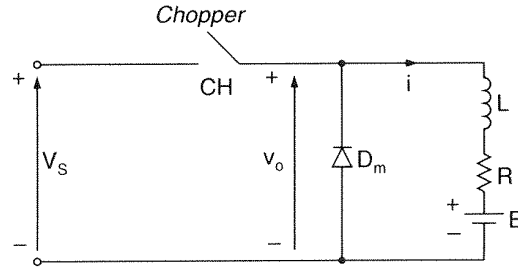 Chopper
+ CH + i
L
V_S v_o D_m
R
+
E
−
− −